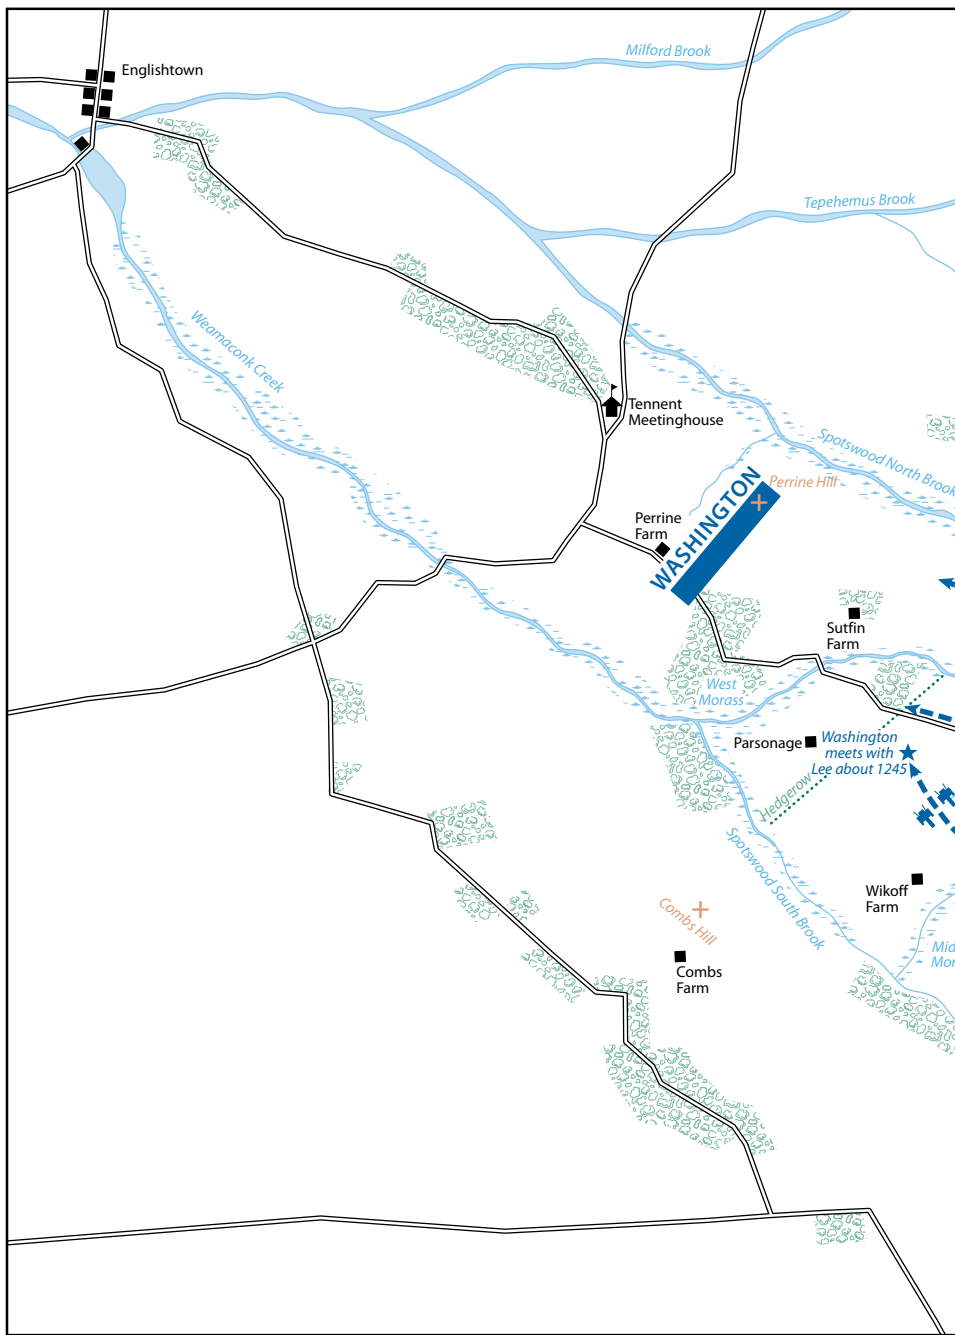 Milford Brook
Englishtown
Tepehemus Brook
Weamaconk Creek
Tennent
Meetinghouse
Spotswood North Brook
Perrine Hill
WASHINGTON
Perrine
Farm
Sutfin
Farm
West
Morass
Parsonage
Washington
meets with
Lee about 1245
Hedgerow
Spotswood South Brook
Wikoff
Farm
Combs Hill
Mid
Mor
Combs
Farm